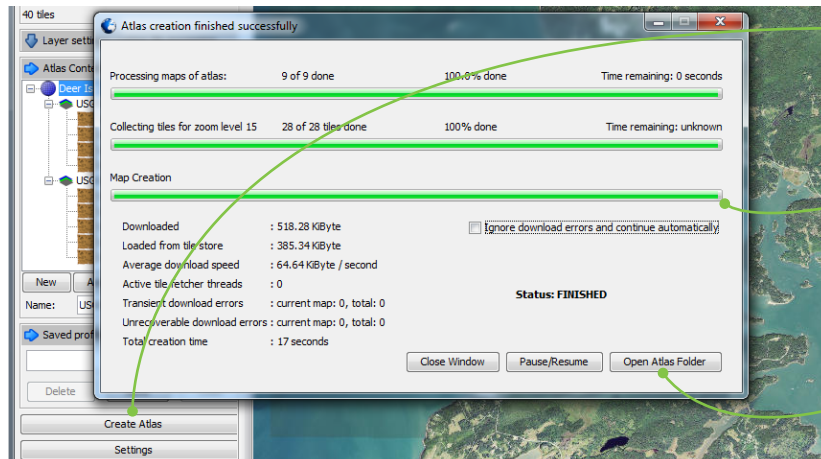 40 tiles
Layer setti
Atlas Conte
Deer Is
USG
USG
New
A
Name:
USG
Saved prof
Delete
Create Atlas
Settings
Atlas creation finished successfully
Processing maps of atlas: 9 of 9 done 100.0% done Time remaining: 0 seconds
Collecting tiles for zoom level 15 28 of 28 tiles done 100% done Time remaining: unknown
Map Creation
Downloaded : 518.28 KiByte
Loaded from tile store : 385.34 KiByte
Average download speed : 64.64 KiByte / second
Active tile fetcher threads : 0
Transient download errors : current map: 0, total: 0
Unrecoverable download errors : current map: 0, total: 0
Total creation time : 17 seconds
Ignore download errors and continue automatically
Status: FINISHED
Close Window Pause/Resume Open Atlas Folder